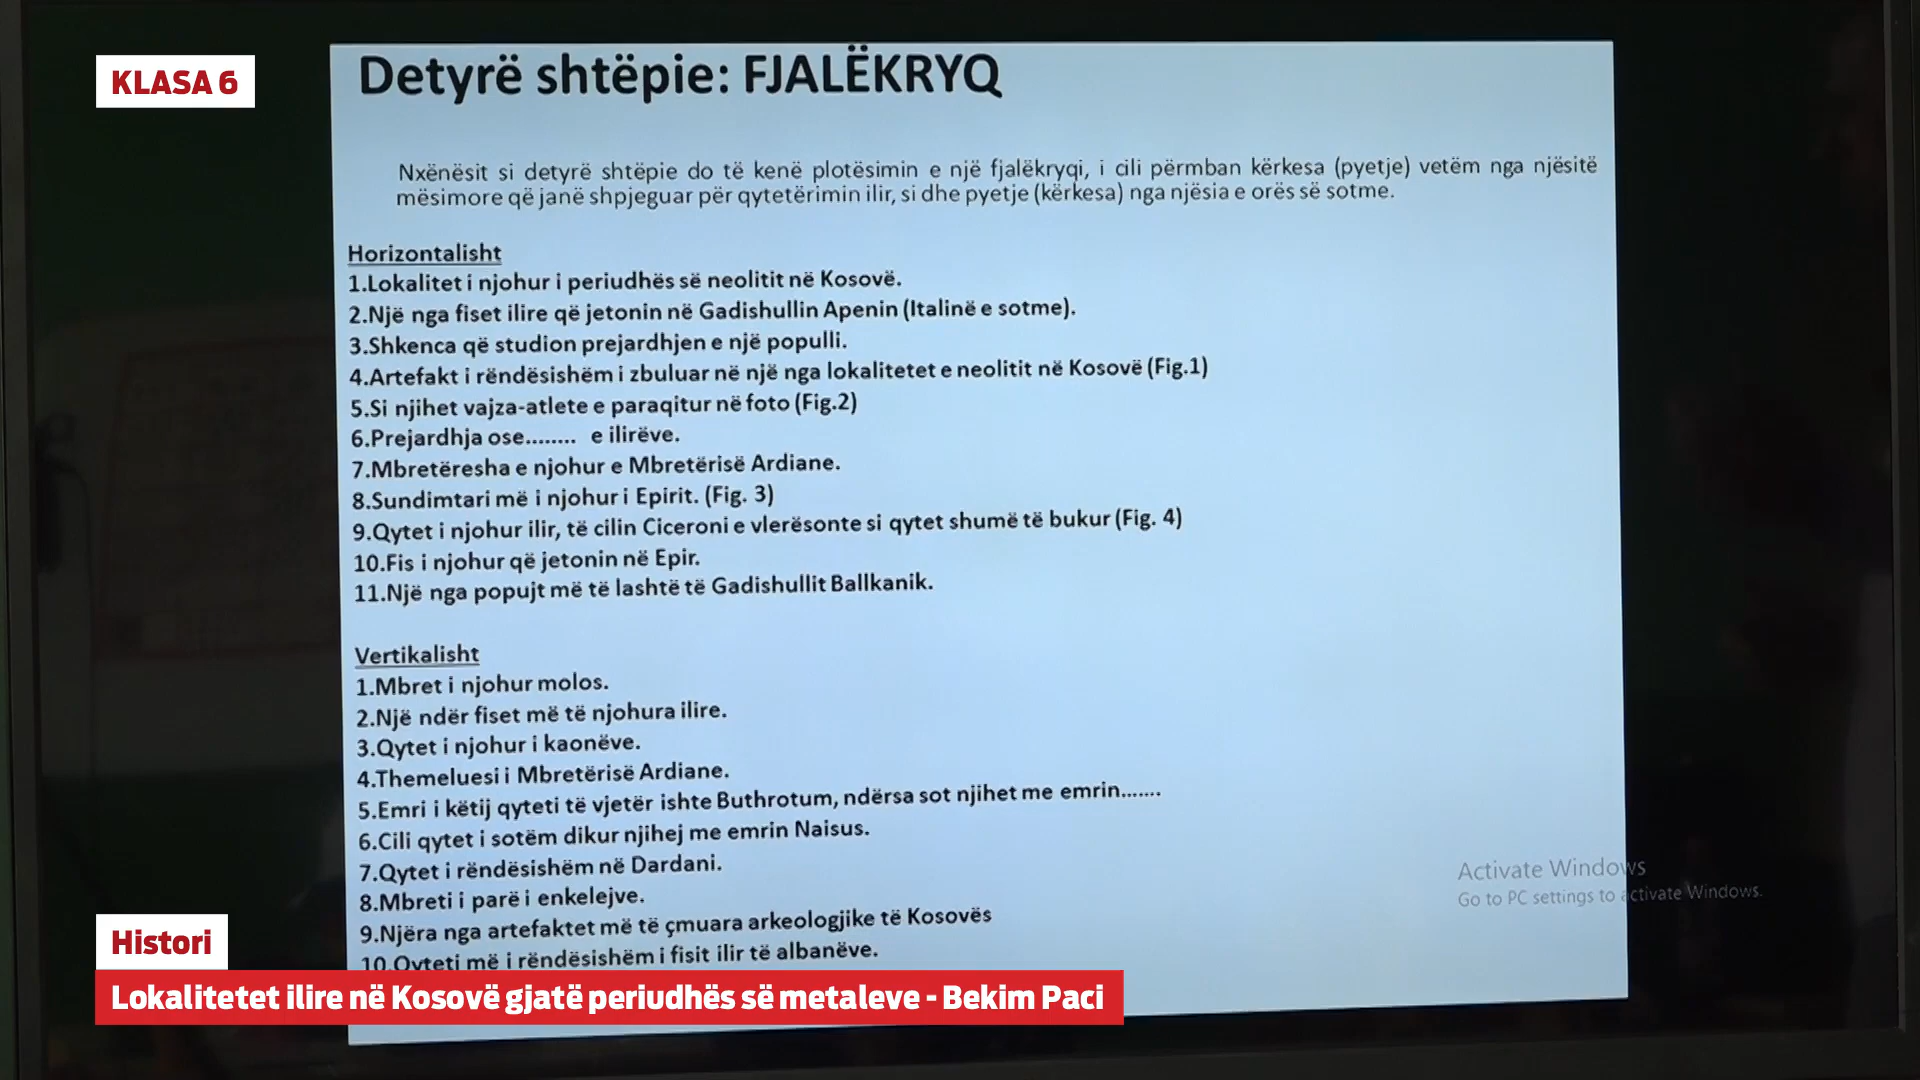 KLASA 6
Detyrë shtëpie: FJALËKRYQ
Nxënësit si detyrë shtëpie do të kenë plotësimin e një fjalëkryqi, i cili përmban kërkesa (pyetje) vetëm nga njësitë
mësimore që janë shpjeguar për qytetërimin ilir, si dhe pyetje (kërkesa) nga njësia e orës së sotme.
Horizontalisht
1.Lokalitet i njohur i periudhës së neolitit në Kosovë.
2.Një nga fiset ilire që jetonin në Gadishullin Apenin (Italinë e sotme).
3.Shkenca që studion prejardhjen e një populli.
4.Artefakt i rëndësishëm i zbuluar në një nga lokalitetet e neolitit në Kosovë (Fig.1)
5.Si njihet vajza-atlete e paraqitur në foto (Fig.2)
6.Prejardhja ose........ e ilirëve.
7.Mbretëresha e njohur e Mbretërisë Ardiane.
8.Sundimtari më i njohur i Epirit. (Fig. 3)
9.Qytet i njohur ilir, të cilin Ciceroni e vlerësonte si qytet shumë të bukur (Fig. 4)
10.Fis i njohur që jetonin në Epir.
11.Një nga popujt më të lashtë të Gadishullit Ballkanik.
Vertikalisht
1.Mbret i njohur molos.
2.Një ndër fiset më të njohura ilire.
3.Qytet i njohur i kaonëve.
4.Themeluesi i Mbretërisë Ardiane.
5.Emri i këtij qyteti të vjetër ishte Buthrotum, ndërsa sot njihet me emrin.......
6.Cili qytet i sotëm dikur njihej me emrin Naisus.
7.Qytet i rëndësishëm në Dardani.
8.Mbreti i parë i enkelejve.
9.Njëra nga artefaktet më të çmuara arkeologjike të Kosovës
10.Qyteti më i rëndësishëm i fisit ilir të albanëve.
Activate Windows
Go to PC settings to activate Windows.
Histori
Lokalitetet ilire në Kosovë gjatë periudhës së metaleve - Bekim Paci